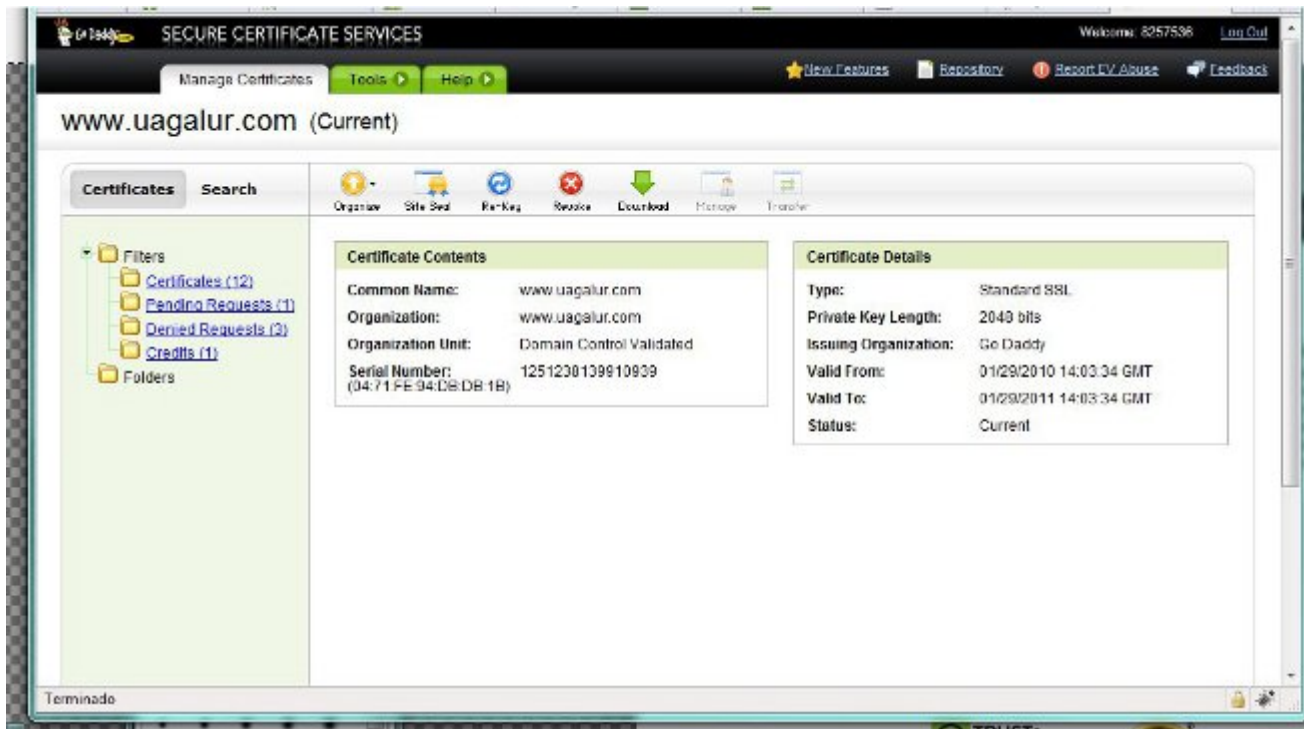 Go Daddy SECURE CERTIFICATE SERVICES Welcome: 8257536 Log Out
Manage Certificates Tools Help New Features Repository Report EV Abuse Feedback
www.uagalur.com (Current)
Certificates Search
Organize Site Seal Re-Key Revoke Download Manage Transfer
Filters
Certificates (12)
Pending Requests (1)
Denied Requests (3)
Credits (1)
Folders
Certificate Contents
Common Name: www.uagalur.com
Organization: www.uagalur.com
Organization Unit: Domain Control Validated
Serial Number: 1251238139910939
(04:71:FE:94:DB:DB:1B)
Certificate Details
Type: Standard SSL
Private Key Length: 2048 bits
Issuing Organization: Go Daddy
Valid From: 01/29/2010 14:03:34 GMT
Valid To: 01/29/2011 14:03:34 GMT
Status: Current
Terminado